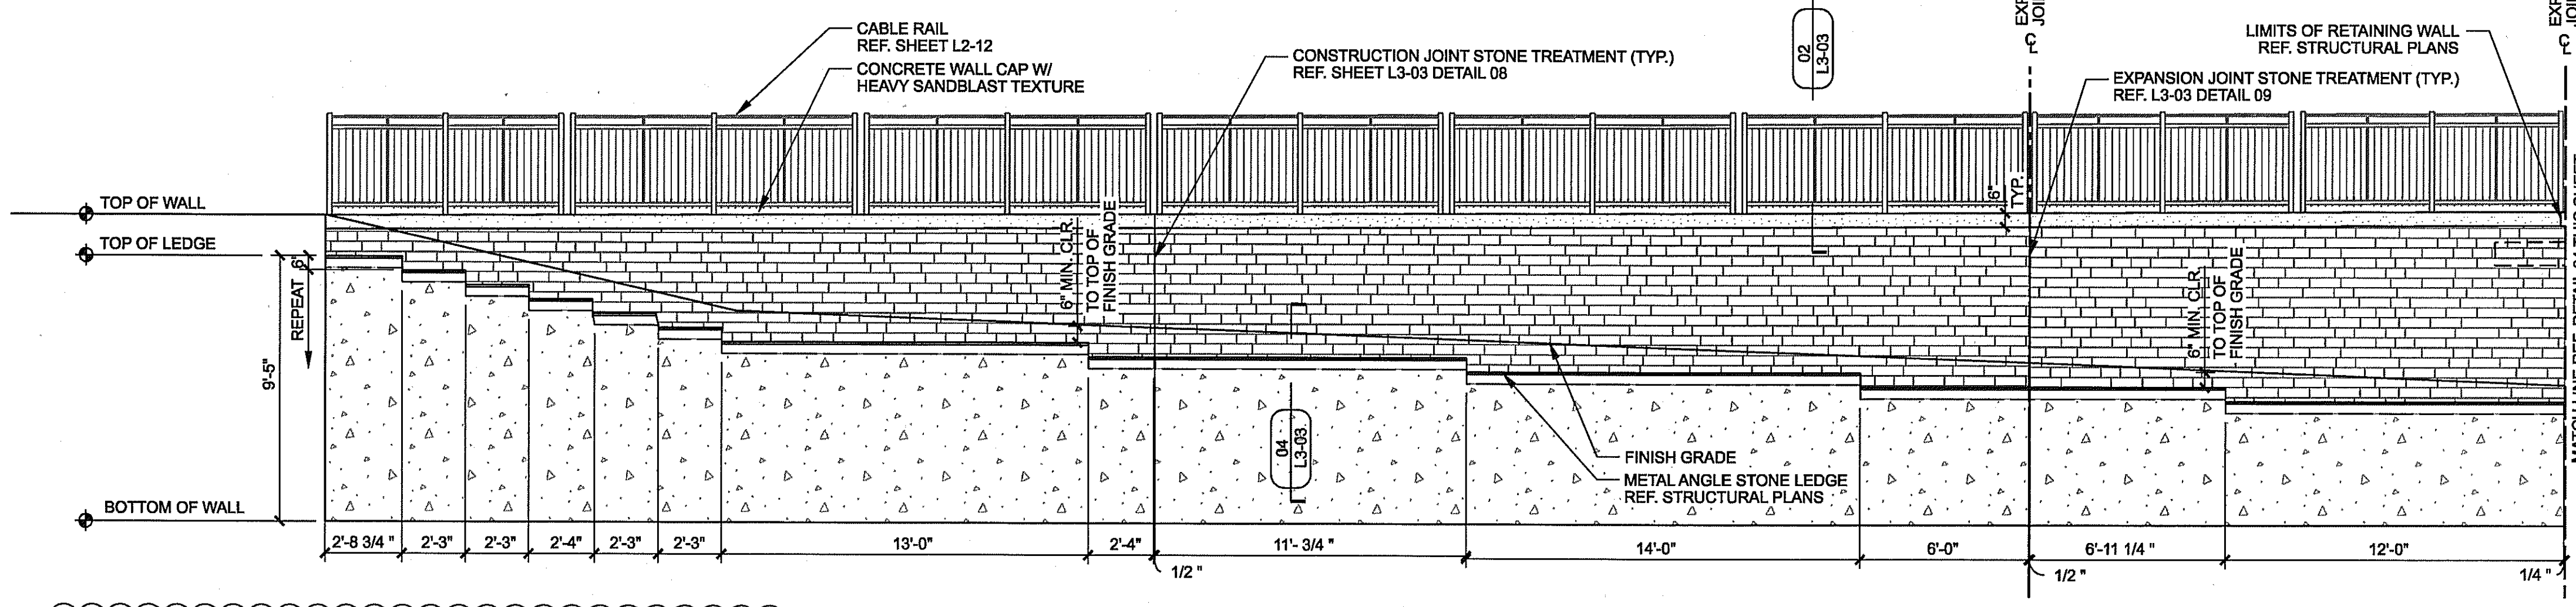 CABLE RAIL
REF. SHEET L2-12
CONCRETE WALL CAP W/
HEAVY SANDBLAST TEXTURE
CONSTRUCTION JOINT STONE TREATMENT (TYP.)
REF. SHEET L3-03 DETAIL 08
02
L3-03
LIMITS OF RETAINING WALL
REF. STRUCTURAL PLANS
EXPANSION JOINT STONE TREATMENT (TYP.)
REF. L3-03 DETAIL 09
TOP OF WALL
TOP OF LEDGE
BOTTOM OF WALL
9'-5"
REPEAT 6"
6" MIN. CLR.
TO TOP OF
FINISH GRADE
6"
TYP.
6" MIN. CLR.
TO TOP OF
FINISH GRADE
04
L3-03
FINISH GRADE
METAL ANGLE STONE LEDGE
REF. STRUCTURAL PLANS
2'-8 3/4 "
2'-3"
2'-3"
2'-4"
2'-3"
2'-3"
13'-0"
2'-4"
11'- 3/4 "
14'-0"
6'-0"
6'-11 1/4 "
12'-0"
1/2 "
1/2 "
1/4 "